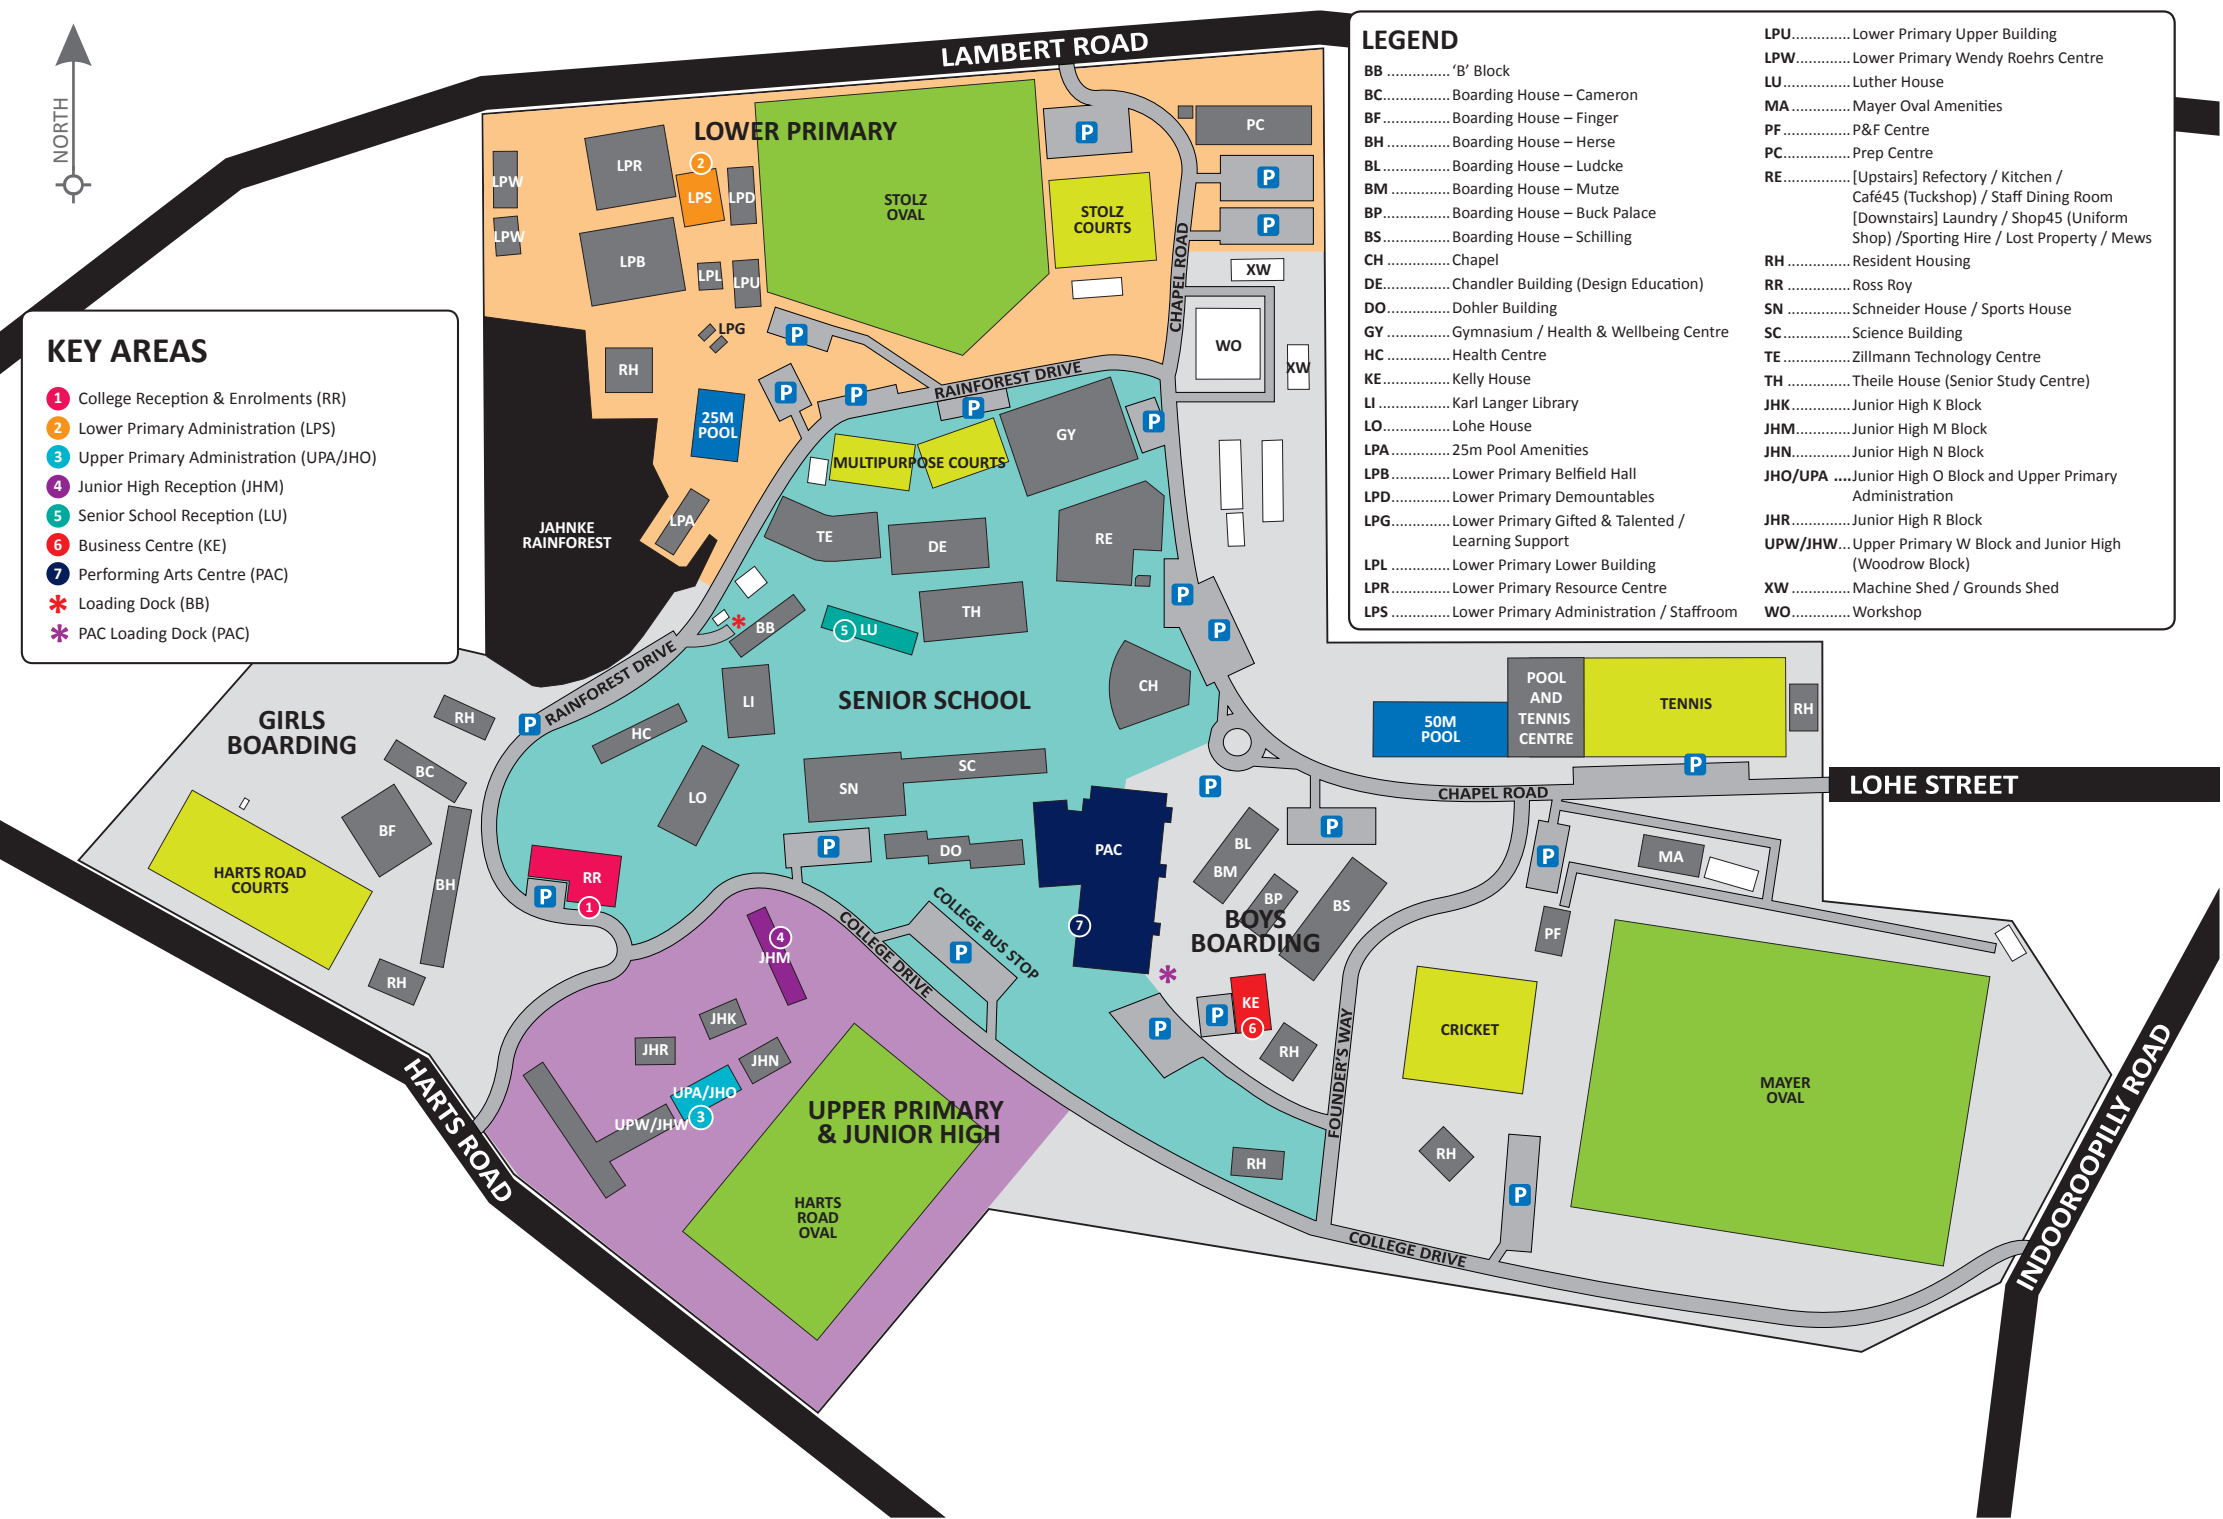 LAMBERT ROAD
NORTH
LEGEND
BB ............... ‘B’ Block
BC................Boarding House – Cameron
BF ................Boarding House – Finger
BH ...............Boarding House – Herse
BL ................Boarding House – Ludcke
BM ..............Boarding House – Mutze
BP................Boarding House – Buck Palace
BS ................Boarding House – Schilling
CH ...............Chapel
DE................Chandler Building (Design Education)
DO...............Dohler Building
GY ...............Gymnasium / Health & Wellbeing Centre
HC ...............Health Centre
KE................Kelly House
LI .................Karl Langer Library
LO................Lohe House
LPA ..............25m Pool Amenities
LPB ..............Lower Primary Belfield Hall
LPD ..............Lower Primary Demountables
LPG..............Lower Primary Gifted & Talented /
Learning Support
LPL ..............Lower Primary Lower Building
LPR ..............Lower Primary Resource Centre
LPS ..............Lower Primary Administration / Staffroom
LPU..............Lower Primary Upper Building
LPW.............Lower Primary Wendy Roehrs Centre
LU................Luther House
MA ..............Mayer Oval Amenities
PF ................P&F Centre
PC................Prep Centre
RE................[Upstairs] Refectory / Kitchen /
Café45 (Tuckshop) / Staff Dining Room
[Downstairs] Laundry / Shop45 (Uniform
Shop) /Sporting Hire / Lost Property / Mews
RH ...............Resident Housing
RR ...............Ross Roy
SN ...............Schneider House / Sports House
SC................Science Building
TE ................Zillmann Technology Centre
TH ...............Theile House (Senior Study Centre)
JHK..............Junior High K Block
JHM.............Junior High M Block
JHN..............Junior High N Block
JHO/UPA ....Junior High O Block and Upper Primary
Administration
JHR..............Junior High R Block
UPW/JHW...Upper Primary W Block and Junior High
(Woodrow Block)
XW ..............Machine Shed / Grounds Shed
WO..............Workshop
KEY AREAS
1 College Reception & Enrolments (RR)
2 Lower Primary Administration (LPS)
3 Upper Primary Administration (UPA/JHO)
4 Junior High Reception (JHM)
5 Senior School Reception (LU)
6 Business Centre (KE)
7 Performing Arts Centre (PAC)
* Loading Dock (BB)
* PAC Loading Dock (PAC)
LOWER PRIMARY
LPW
LPW
LPR
2
LPS
LPD
LPB
LPL
LPU
LPG
RH
STOLZ
OVAL
P
PC
P
P
STOLZ
COURTS
CHAPEL ROAD
XW
WO
XW
P
P
P
P
P
RAINFOREST DRIVE
25M
POOL
MULTIPURPOSE COURTS
GY
LPA
JAHNKE
RAINFOREST
TE
DE
RE
TH
*
BB
5 LU
P
P
CH
LI
SENIOR SCHOOL
RAINFOREST DRIVE
P
GIRLS
BOARDING
RH
BC
BF
BH
RH
HARTS ROAD
COURTS
HC
LO
SN
SC
P
DO
RR
P
1
PAC
7
*
P
P
BL
BM
BP
BS
BOYS
BOARDING
KE
6
P
P
RH
50M
POOL
POOL
AND
TENNIS
CENTRE
TENNIS
RH
P
CHAPEL ROAD
LOHE STREET
P
MA
PF
CRICKET
MAYER
OVAL
FOUNDER'S WAY
RH
P
RH
COLLEGE DRIVE
COLLEGE BUS STOP
P
COLLEGE DRIVE
4
JHM
JHK
JHR
JHN
UPA/JHO
3
UPW/JHW
UPPER PRIMARY
& JUNIOR HIGH
HARTS
ROAD
OVAL
HARTS ROAD
INDOOROOPILLY ROAD